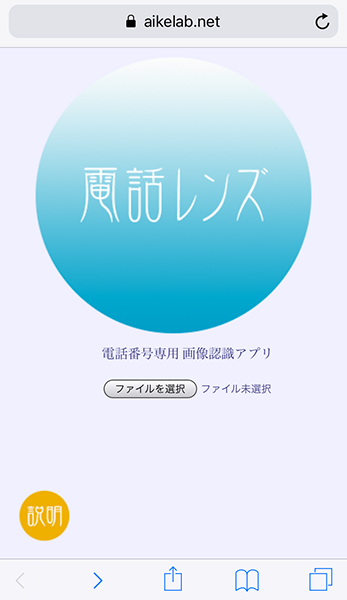 aikelab.net
電話レンズ
電話番号専用 画像認識アプリ
ファイルを選択 ファイル未選択
説明